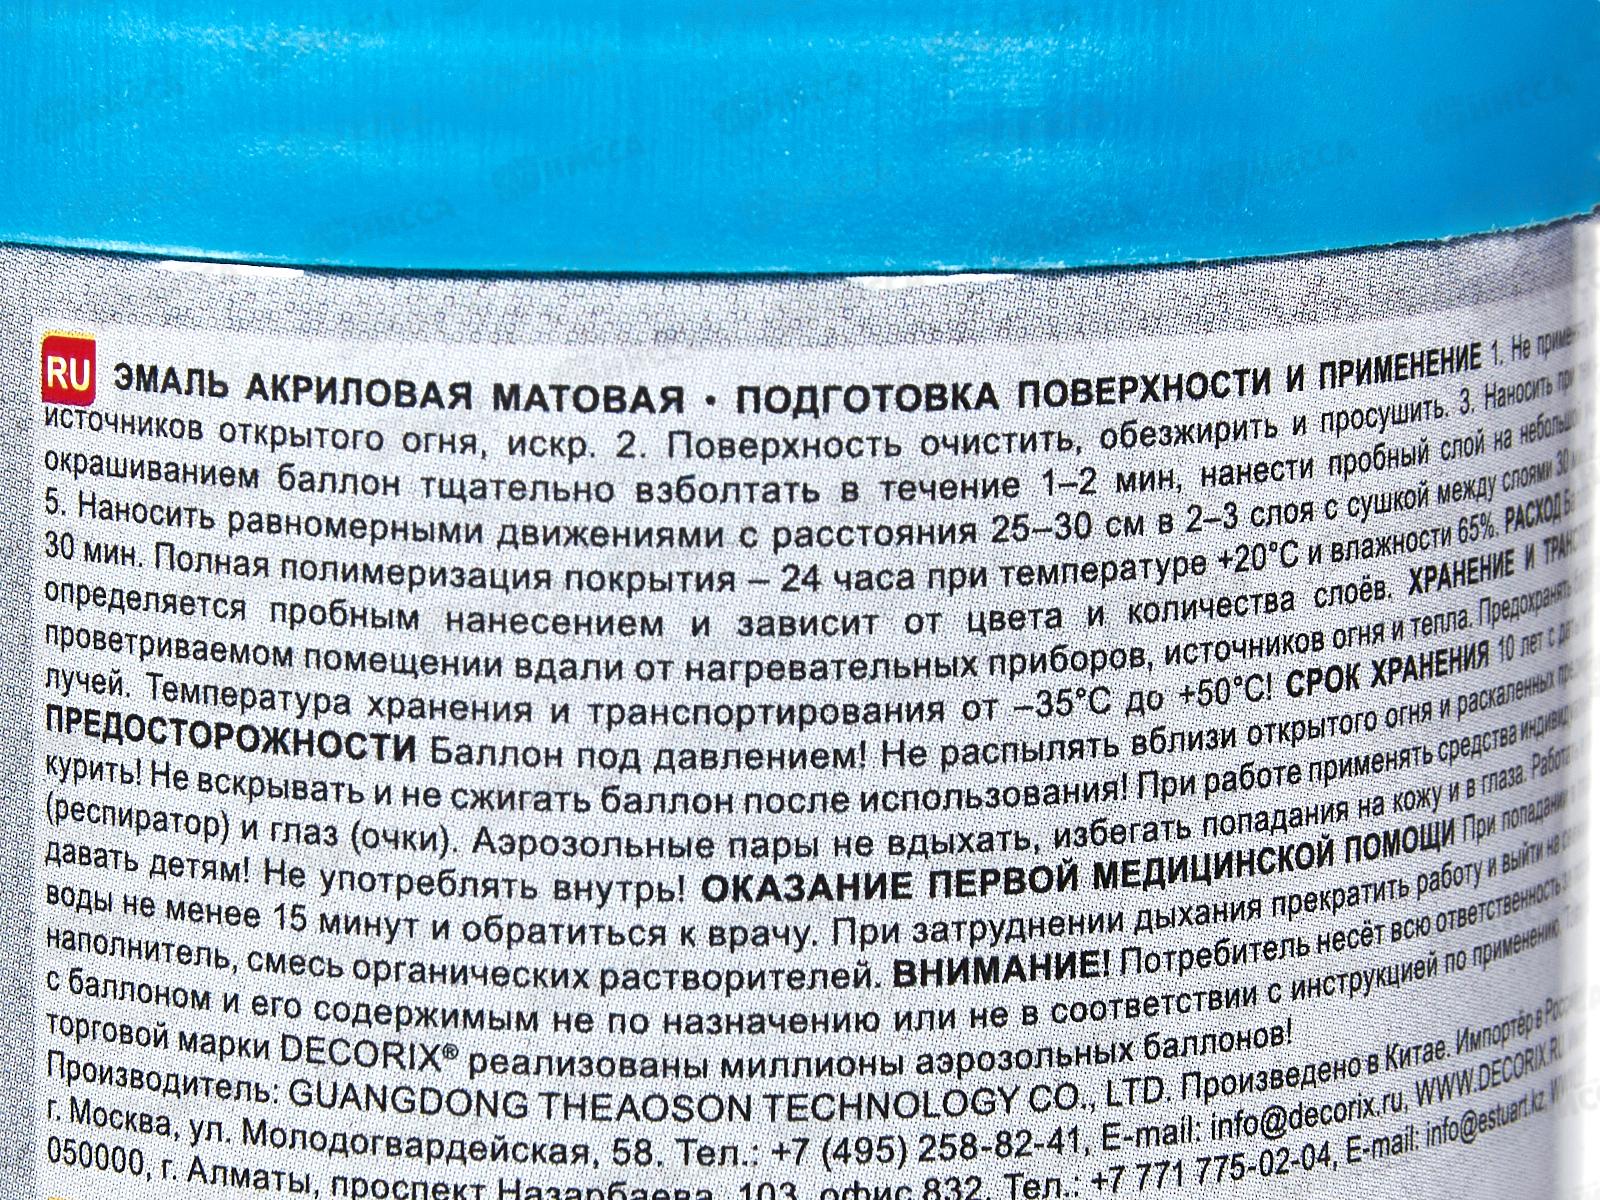 RU ЭМАЛЬ АКРИЛОВАЯ МАТОВАЯ • ПОДГОТОВКА ПОВЕРХНОСТИ И ПРИМЕНЕНИЕ 1. Не
источников открытого огня, искр. 2. Поверхность очистить, обезжирить и просушить. 3. Наносить при
окрашиванием баллон тщательно взболтать в течение 1–2 мин, нанести пробный слой на
5. Наносить равномерными движениями с расстояния 25–30 см в 2–3 слоя с сушкой между слоями 30
30 мин. Полная полимеризация покрытия – 24 часа при температуре +20°C и влажности 65%. РАСХОД
определяется пробным нанесением и зависит от цвета и количества слоёв. ХРАНЕНИЕ И
проветриваемом помещении вдали от нагревательных приборов, источников огня и тепла. Предохранять
лучей. Температура хранения и транспортирования от –35°C до +50°C! СРОК ХРАНЕНИЯ 10 лет с
ПРЕДОСТОРОЖНОСТИ Баллон под давлением! Не распылять вблизи открытого огня и раскаленных
курить! Не вскрывать и не сжигать баллон после использования! При работе применять средства
(респиратор) и глаз (очки). Аэрозольные пары не вдыхать, избегать попадания на кожу и в глаза.
давать детям! Не употреблять внутрь! ОКАЗАНИЕ ПЕРВОЙ МЕДИЦИНСКОЙ ПОМОЩИ При попадании
воды не менее 15 минут и обратиться к врачу. При затруднении дыхания прекратить работу и выйти на
наполнитель, смесь органических растворителей. ВНИМАНИЕ! Потребитель несёт всю ответственность
с баллоном и его содержимым не по назначению или не в соответствии с инструкцией по применению.
торговой марки DECORIX® реализованы миллионы аэрозольных баллонов!
Производитель: GUANGDONG THEAOSON TECHNOLOGY CO., LTD. Произведено в Китае. Импортёр в
г. Москва, ул. Молодогвардейская, 58. Тел.: +7 (495) 258-82-41, E-mail: info@decorix.ru, WWW.DECORIX.RU
050000, г. Алматы, проспект Назарбаева, 103, офис 832. Тел.: +7 771 775-02-04, E-mail: info@estuart.kz,